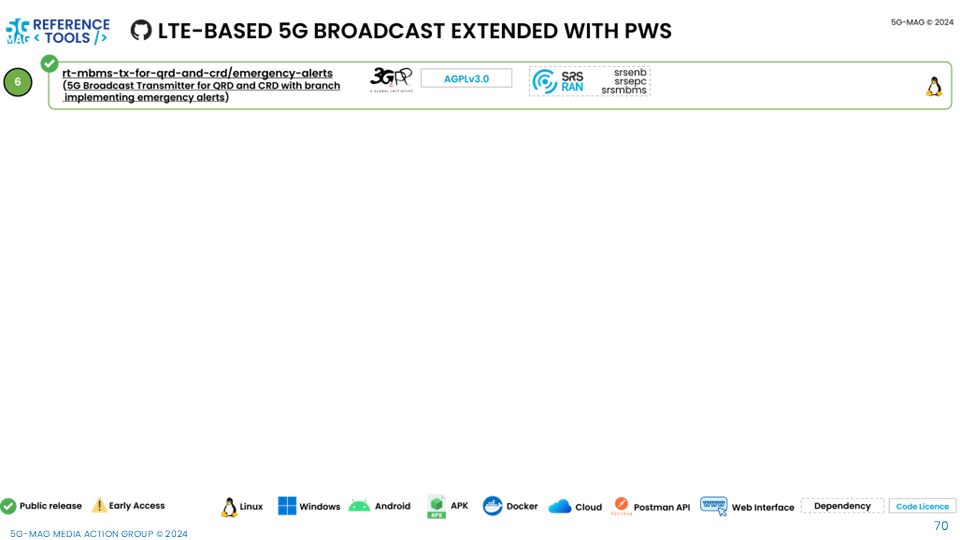 5G REFERENCE
MAG < TOOLS />
LTE-BASED 5G BROADCAST EXTENDED WITH PWS
5G-MAG © 2024
6
rt-mbms-tx-for-qrd-and-crd/emergency-alerts
(5G Broadcast Transmitter for QRD and CRD with branch
implementing emergency alerts)
3GPP
A GLOBAL INITIATIVE
AGPLv3.0
SRS
RAN
srsenb
srsepc
srsmbms
Public release
Early Access
Linux
Windows
Android
APK
APK
Docker
Cloud
POSTMAN
Postman API
www
Web Interface
Dependency
Code Licence
5G-MAG MEDIA ACTION GROUP © 2024
70